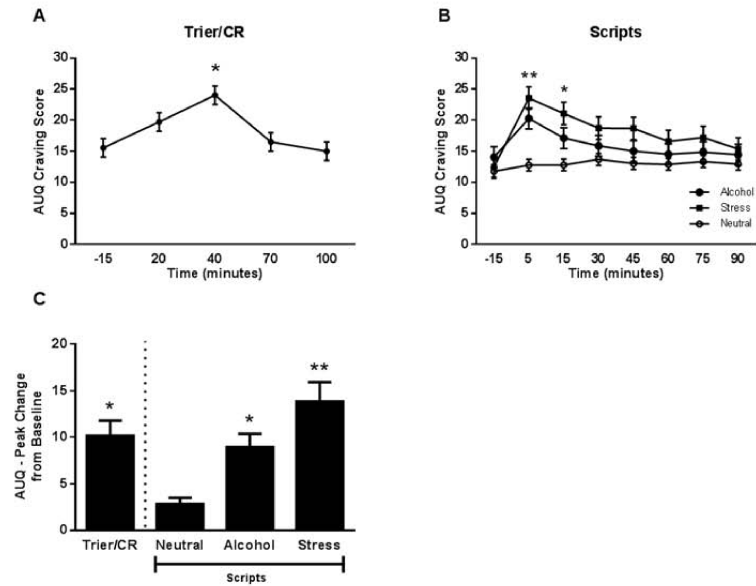 A
Trier/CR
*
AUQ Craving Score
30
25
20
15
10
5
0
-15 20 40 70 100
Time (minutes)
B
Scripts
** *
AUQ Craving Score
30
25
20
15
10
5
0
Alcohol
Stress
Neutral
-15 5 15 30 45 60 75 90
Time (minutes)
C
AUQ - Peak Change
from Baseline
20
15
10
5
0
* * **
Trier/CR Neutral Alcohol Stress
Scripts